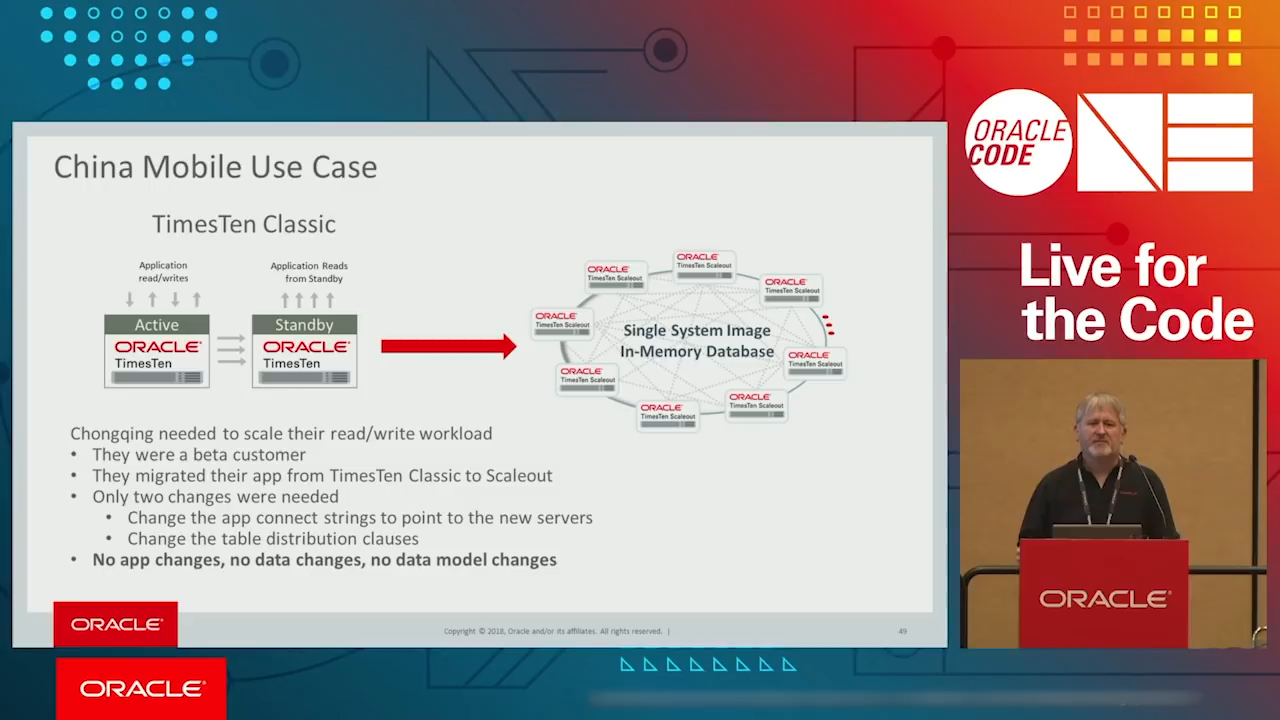 China Mobile Use Case
TimesTen Classic
Application
read/writes
Application Reads
from Standby
Active
ORACLE
TimesTen
Standby
ORACLE
TimesTen
ORACLE
TimesTen Scaleout
ORACLE
TimesTen Scaleout
ORACLE
TimesTen Scaleout
ORACLE
TimesTen Scaleout
ORACLE
TimesTen Scaleout
ORACLE
TimesTen Scaleout
ORACLE
TimesTen Scaleout
ORACLE
TimesTen Scaleout
Single System Image
In-Memory Database
Chongqing needed to scale their read/write workload
• They were a beta customer
• They migrated their app from TimesTen Classic to Scaleout
• Only two changes were needed
• Change the app connect strings to point to the new servers
• Change the table distribution clauses
• No app changes, no data changes, no data model changes
ORACLE
Copyright © 2018, Oracle and/or its affiliates. All rights reserved. |
49
ORACLE
ORACLE
CODE
ONE
Live for
the Code
ORACLE